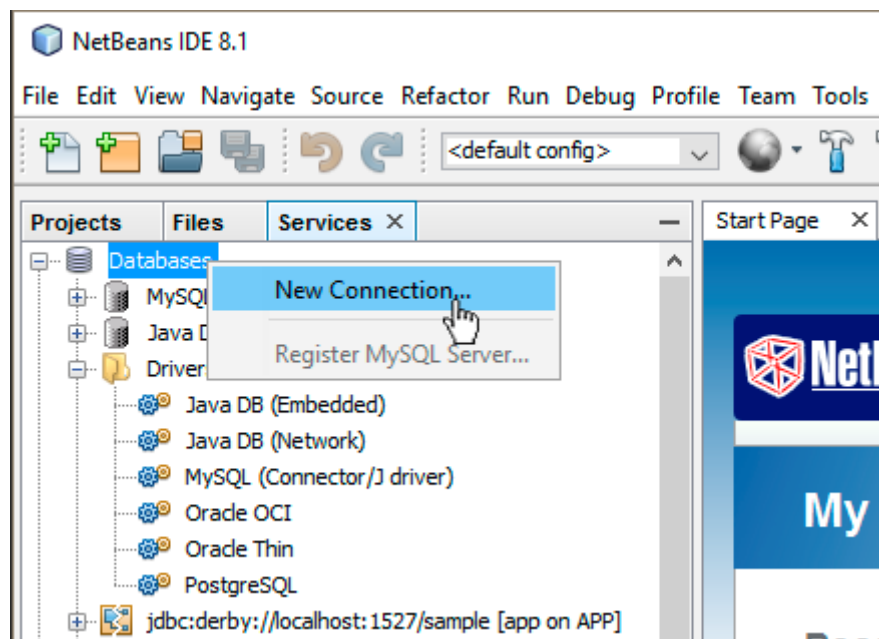 NetBeans IDE 8.1
File Edit View Navigate Source Refactor Run Debug Profile Team Tools
<default config>
Projects Files Services Start Page
Databases
New Connection...
MySQL
Java D
Register MySQL Server...
Driver
Java DB (Embedded)
Java DB (Network)
MySQL (Connector/J driver)
Oracle OCI
Oracle Thin
PostgreSQL
jdbc:derby://localhost:1527/sample [app on APP]
Net
My